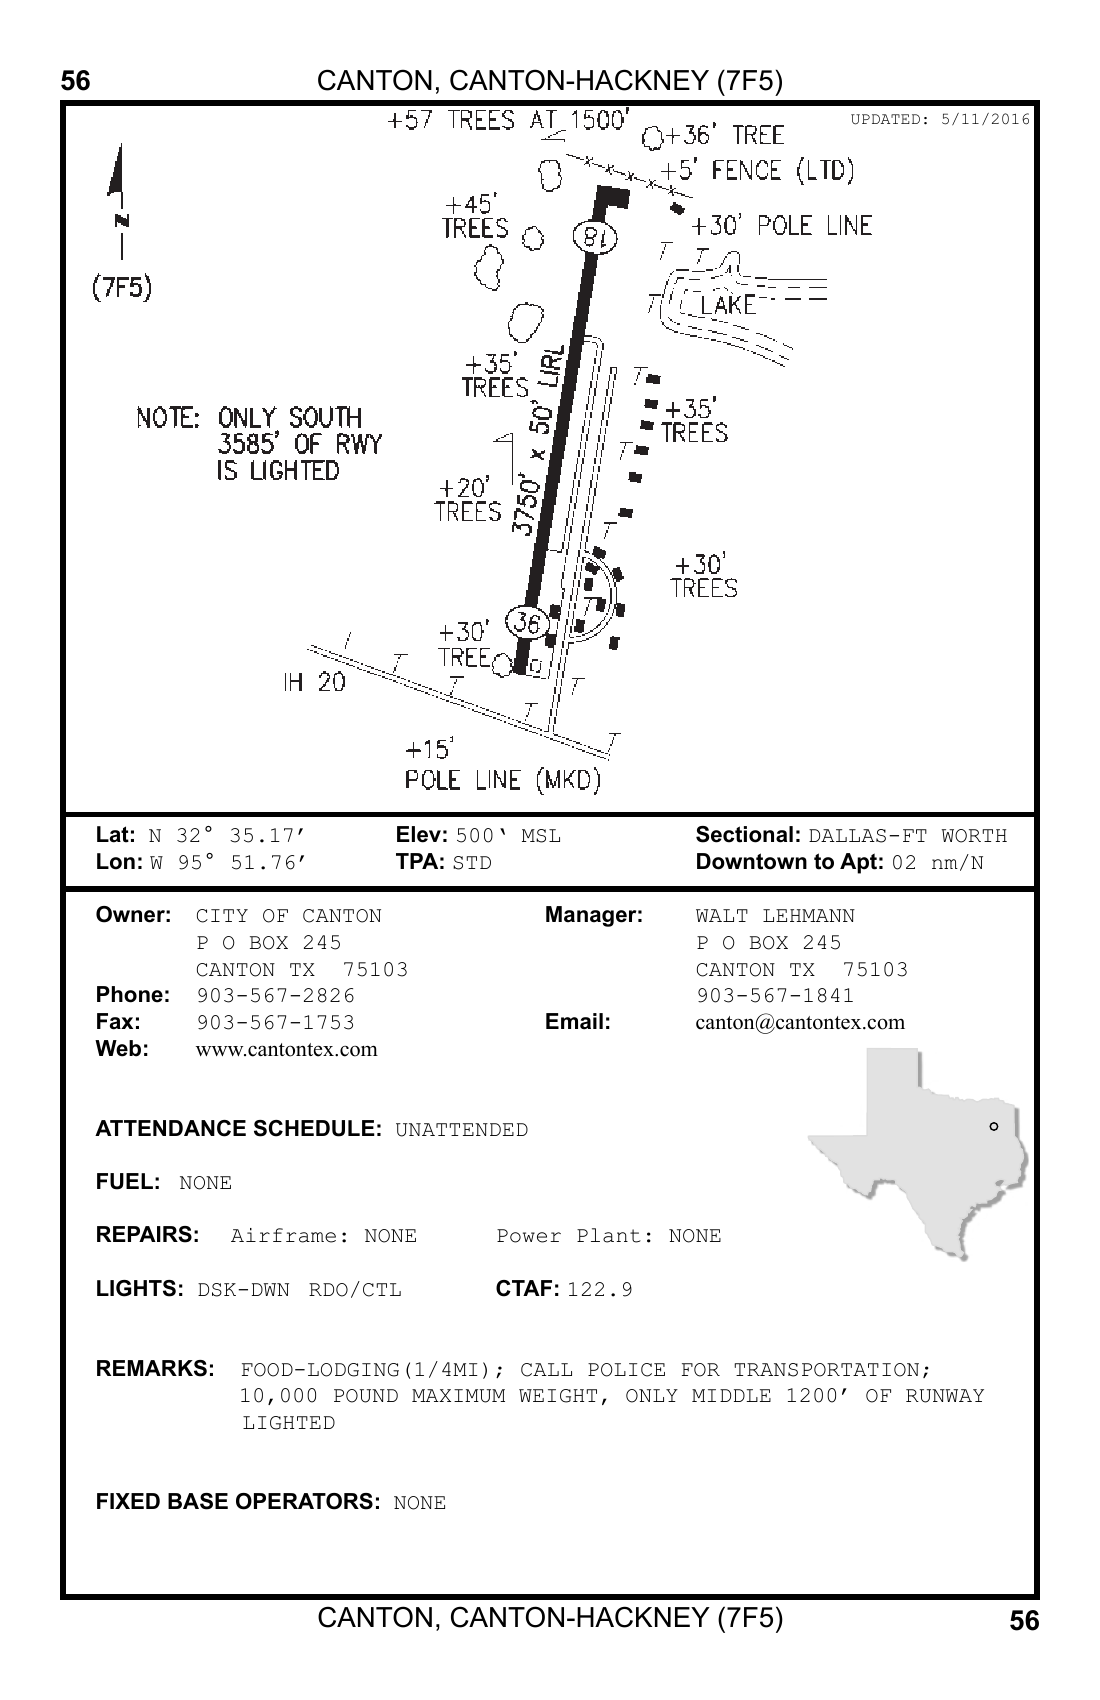 56 CANTON, CANTON-HACKNEY (7F5)
+57 TREES AT 1500'
UPDATED: 5/11/2016
+36' TREE
+5' FENCE (LTD)
+45'
TREES
+30' POLE LINE
18
N
(7F5)
LAKE
+35'
TREES
3750' x 50' LIRL
+35'
TREES
NOTE: ONLY SOUTH
3585' OF RWY
IS LIGHTED
+20'
TREES
+30'
TREES
36
+30'
TREE
IH 20
+15'
POLE LINE (MKD)
Lat: N 32° 35.17’ Elev: 500‘ MSL Sectional: DALLAS-FT WORTH
Lon: W 95° 51.76’ TPA: STD Downtown to Apt: 02 nm/N
Owner: CITY OF CANTON Manager: WALT LEHMANN
P O BOX 245 P O BOX 245
CANTON TX 75103 CANTON TX 75103
Phone: 903-567-2826 903-567-1841
Fax: 903-567-1753 Email: canton@cantontex.com
Web: www.cantontex.com
ATTENDANCE SCHEDULE: UNATTENDED
FUEL: NONE
REPAIRS: Airframe: NONE Power Plant: NONE
LIGHTS: DSK-DWN RDO/CTL CTAF: 122.9
REMARKS: FOOD-LODGING(1/4MI); CALL POLICE FOR TRANSPORTATION;
10,000 POUND MAXIMUM WEIGHT, ONLY MIDDLE 1200’ OF RUNWAY
LIGHTED
FIXED BASE OPERATORS: NONE
CANTON, CANTON-HACKNEY (7F5) 56